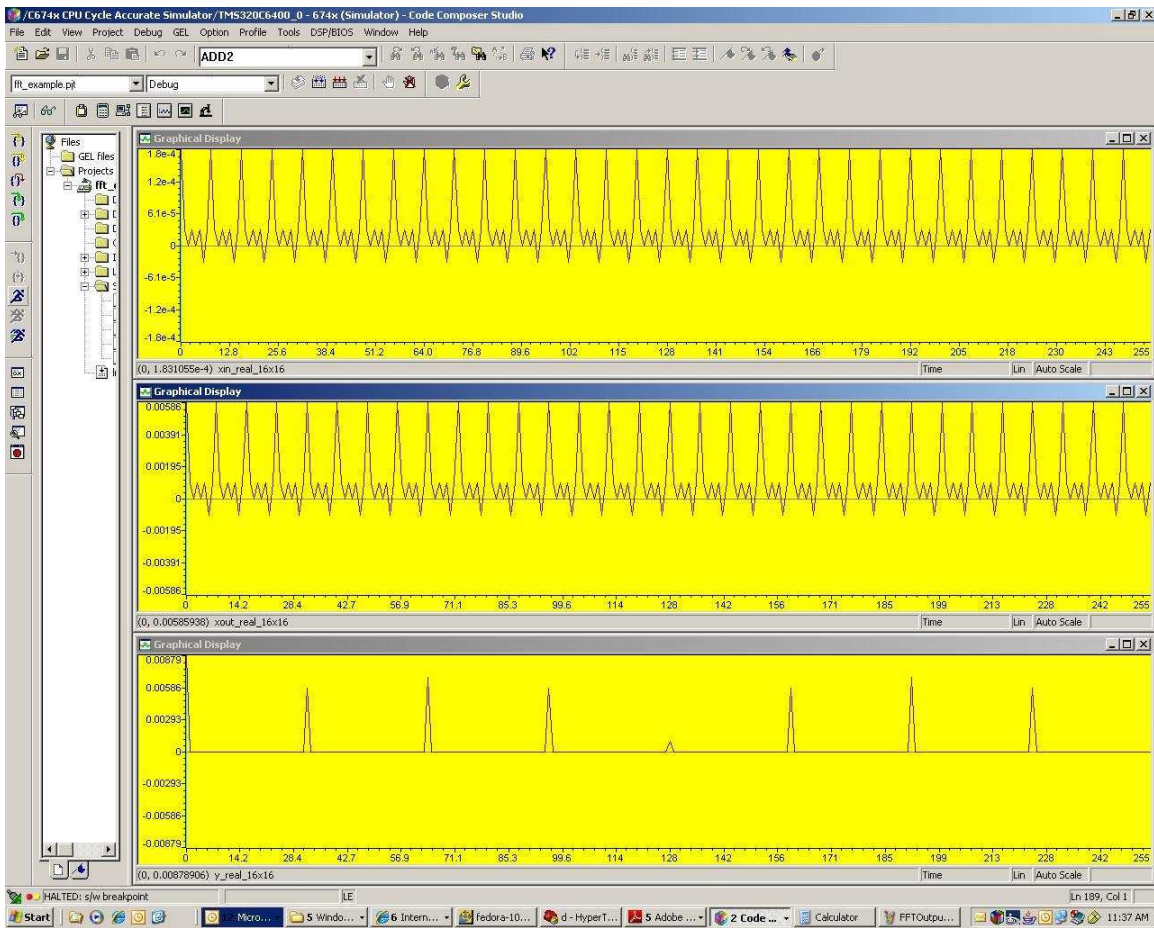 /C674x CPU Cycle Accurate Simulator/TMS320C6400_0 - 674x (Simulator) - Code Composer Studio
File Edit View Project Debug GEL Option Profile Tools DSP/BIOS Window Help
ADD2
fft_example.pjt Debug
Files
GEL files
Projects
Graphical Display
1.8e-4
1.2e-4
6.1e-5
0
-6.1e-5
-1.2e-4
-1.8e-4
0 12.8 25.6 38.4 51.2 64.0 76.8 89.6 102 115 128 141 154 166 179 192 205 218 230 243 255
(0, 1.831055e-4) xin_real_16x16 Time Lin Auto Scale
Graphical Display
0.00586
0.00391
0.00195
0
-0.00195
-0.00391
-0.00586
0 14.2 28.4 42.7 56.9 71.1 85.3 99.6 114 128 142 156 171 185 199 213 228 242 255
(0, 0.00585938) xout_real_16x16 Time Lin Auto Scale
Graphical Display
0.00879
0.00586
0.00293
0
-0.00293
-0.00586
-0.00879
0 14.2 28.4 42.7 56.9 71.1 85.3 99.6 114 128 142 156 171 185 199 213 228 242 255
(0, 0.00878906) y_real_16x16 Time Lin Auto Scale
HALTED: s/w breakpoint LE Ln 189, Col 1
Start Micro... 5 Windo... 6 Intern... fedora-10... d - HyperT... 5 Adobe ... 2 Code ... Calculator FFTOutpu... 11:37 AM